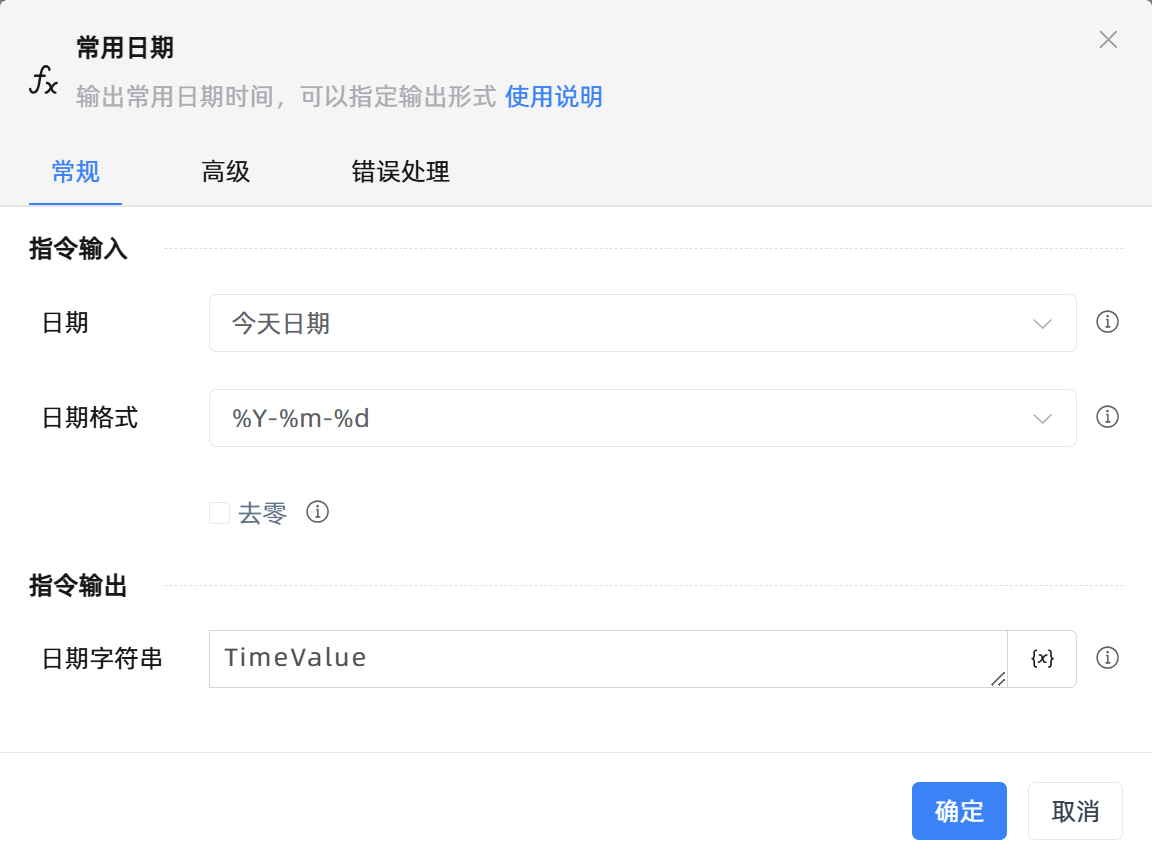 常用日期
fx
输出常用日期时间，可以指定输出形式 使用说明
常规 高级 错误处理
指令输入
日期 今天日期
日期格式 %Y-%m-%d
去零
指令输出
日期字符串 TimeValue {x}
确定 取消